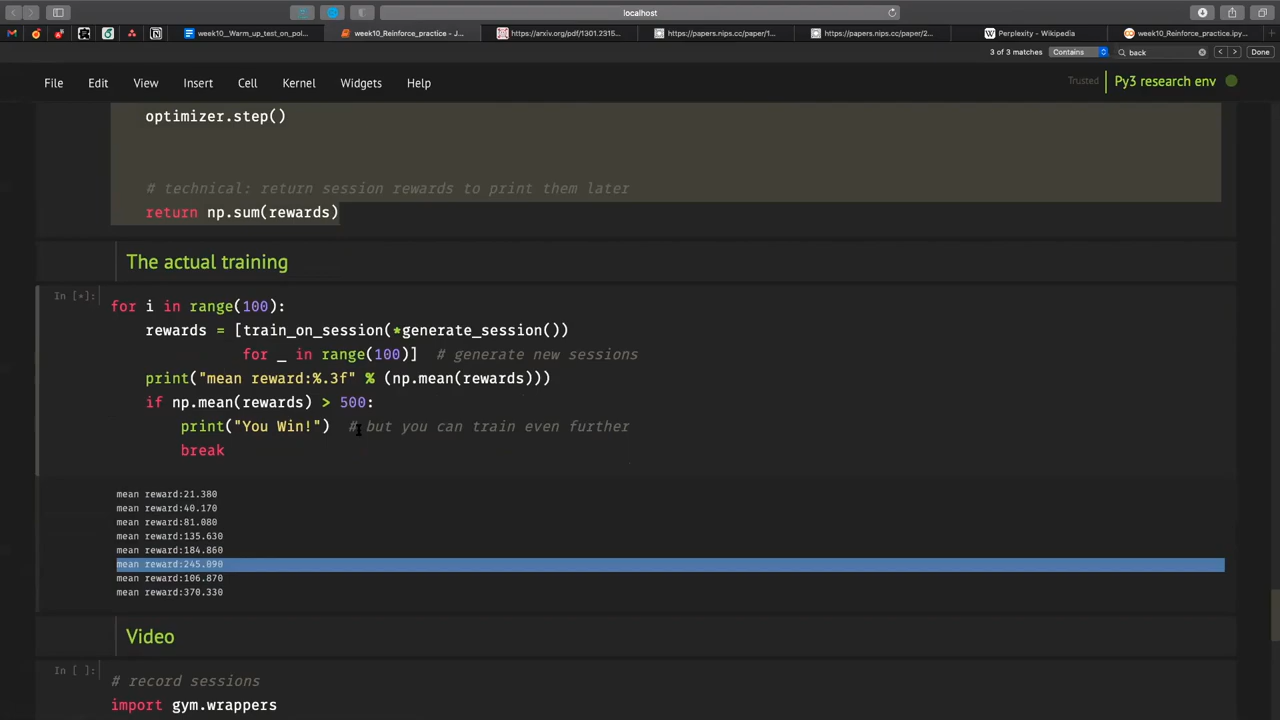 localhost
week10__Warm_up_test_on_pol...
week10_Reinforce_practice - J...
https://arxiv.org/pdf/1301.2315...
https://papers.nips.cc/paper/1...
https://papers.nips.cc/paper/2...
Perplexity - Wikipedia
week10_Reinforce_practice.ipy...
3 of 3 matches
Contains
back
Done
File Edit View Insert Cell Kernel Widgets Help
Trusted
Py3 research env
optimizer.step()
# technical: return session rewards to print them later
return np.sum(rewards)
The actual training
In [*]:
for i in range(100):
rewards = [train_on_session(*generate_session())
for _ in range(100)]  # generate new sessions
print("mean reward:%.3f" % (np.mean(rewards)))
if np.mean(rewards) > 500:
print("You Win!")  # but you can train even further
break
mean reward:21.380
mean reward:40.170
mean reward:81.080
mean reward:135.630
mean reward:184.860
mean reward:245.090
mean reward:106.870
mean reward:370.330
Video
In [ ]:
# record sessions
import gym.wrappers